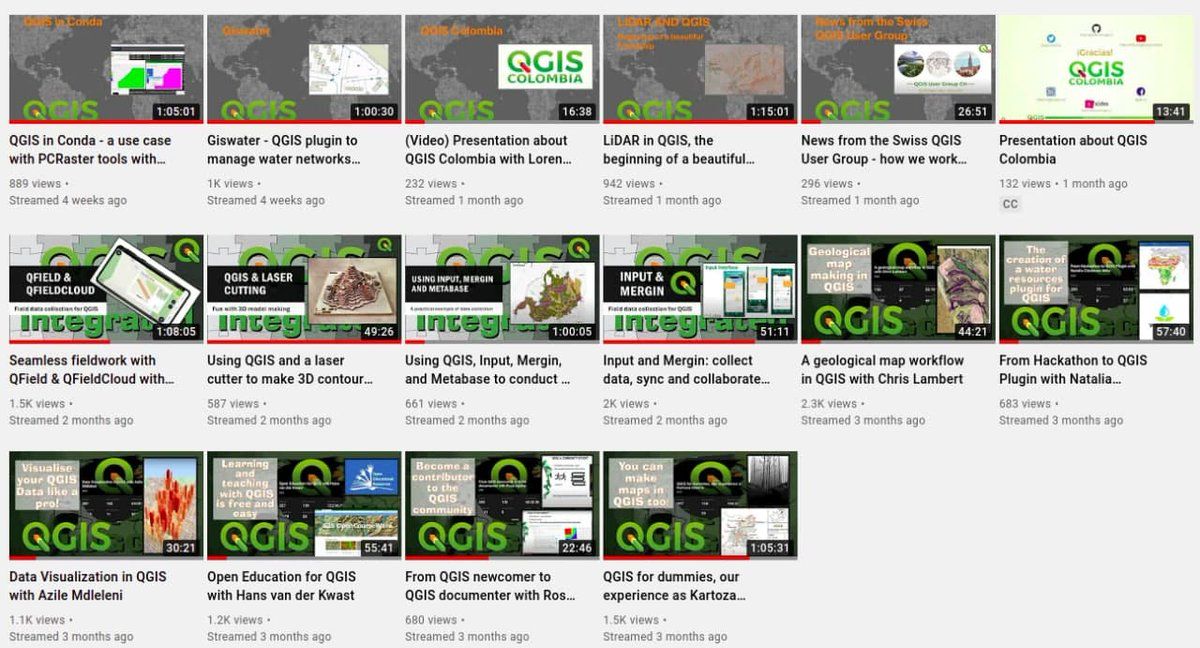 QGIS in Conda
QGIS
1:05:01
QGIS in Conda - a use case
with PCRaster tools with…
889 views •
Streamed 4 weeks ago
Giswater
QGIS
1:00:30
Giswater - QGIS plugin to
manage water networks…
1K views •
Streamed 4 weeks ago
QGIS Colombia
QGIS
COLOMBIA
QGIS
16:38
(Video) Presentation about
QGIS Colombia with Loren…
232 views •
Streamed 1 month ago
LiDAR AND QGIS
QGIS
1:15:01
LiDAR in QGIS, the
beginning of a beautiful…
942 views •
Streamed 1 month ago
News from the Swiss
QGIS User Group
QGIS
26:51
News from the Swiss QGIS
User Group - how we work…
296 views •
Streamed 1 month ago
¡Gracias!
QGIS
COLOMBIA
13:41
Presentation about QGIS
Colombia
132 views • 1 month ago
CC
QFIELD &
QFIELDCLOUD
Field data collection for QGIS
1:08:05
Seamless fieldwork with
QField & QFieldCloud with…
1.5K views •
Streamed 2 months ago
QGIS & LASER
CUTTING
Fun with 3D model making
49:26
Using QGIS and a laser
cutter to make 3D contour…
587 views •
Streamed 2 months ago
USING INPUT, MERGIN
AND METABASE
1:00:05
Using QGIS, Input, Mergin,
and Metabase to conduct …
661 views •
Streamed 2 months ago
INPUT &
MERGIN
Field data collection for QGIS
51:11
Input and Mergin: collect
data, sync and collaborate…
2K views •
Streamed 2 months ago
Geological
map
making in
QGIS
QGIS
44:21
A geological map workflow
in QGIS with Chris Lambert
2.3K views •
Streamed 3 months ago
The
creation of
a water
resources
plugin for
QGIS
QGIS
57:40
From Hackathon to QGIS
Plugin with Natalia…
683 views •
Streamed 3 months ago
Visualise
your QGIS
Data like a
pro!
QGIS
30:21
Data Visualization in QGIS
with Azile Mdleleni
1.1K views •
Streamed 3 months ago
Learning
and
teaching
with QGIS
is free and
easy
QGIS
55:41
Open Education for QGIS
with Hans van der Kwast
1.2K views •
Streamed 3 months ago
Become a
contributor
to the
QGIS
community
QGIS
22:46
From QGIS newcomer to
QGIS documenter with Ros…
680 views •
Streamed 3 months ago
You can
make
maps in
QGIS too!
QGIS
1:05:31
QGIS for dummies, our
experience as Kartoza…
1.5K views •
Streamed 3 months ago